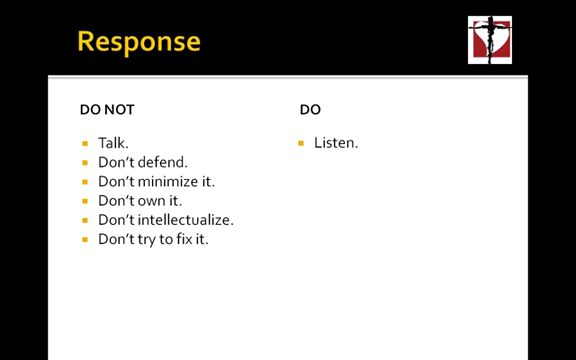 Response
DO NOT
Talk.
Don't defend.
Don't minimize it.
Don't own it.
Don't intellectualize.
Don't try to fix it.
DO
Listen.